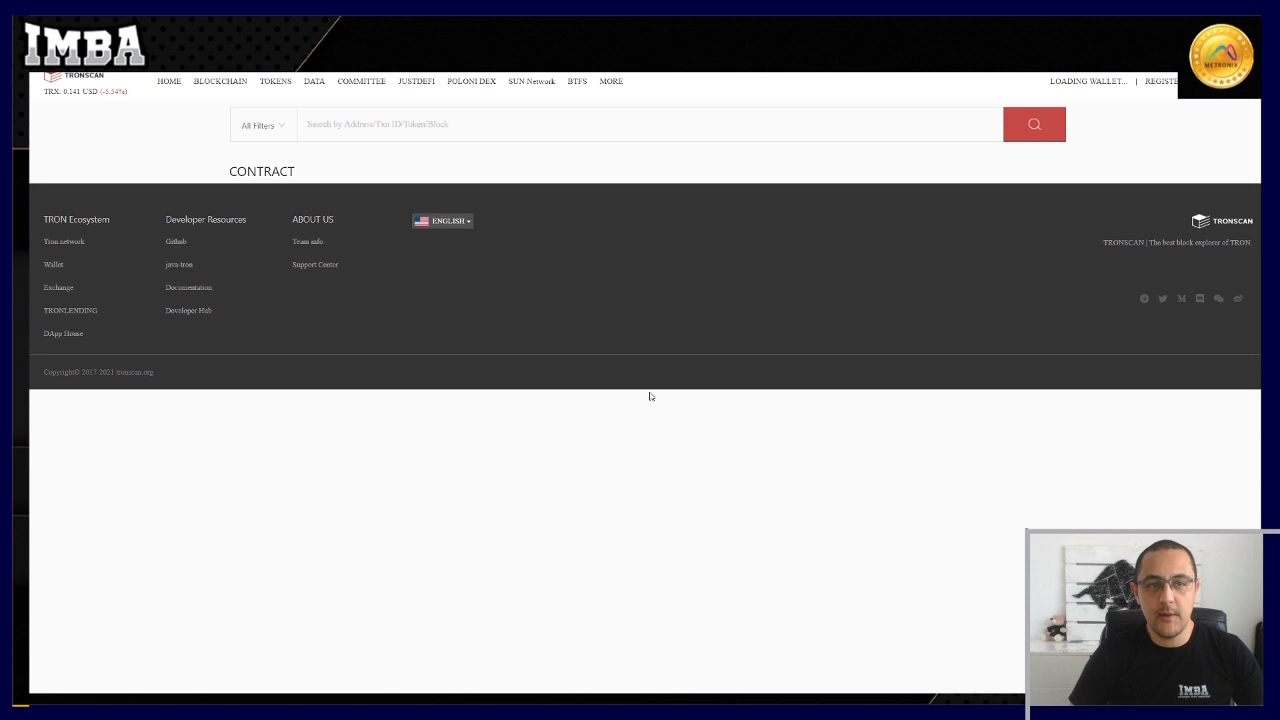 IMBA
METRONIX
TRONSCAN
HOME BLOCKCHAIN TOKENS DATA COMMITTEE JUSTDEFI POLONI DEX SUN Network BTFS MORE
LOADING WALLET... | REGISTE
TRX: 0.141 USD (-5.54%)
All Filters
Search by Address/Txn ID/Token/Block
CONTRACT
TRON Ecosystem
Tron network
Wallet
Exchange
TRONLENDING
DApp House
Developer Resources
Github
java-tron
Documentation
Developer Hub
ABOUT US
Team info
Support Center
ENGLISH
TRONSCAN
TRONSCAN | The best block explorer of TRON.
Copyright© 2017-2021 tronscan.org
IMBA